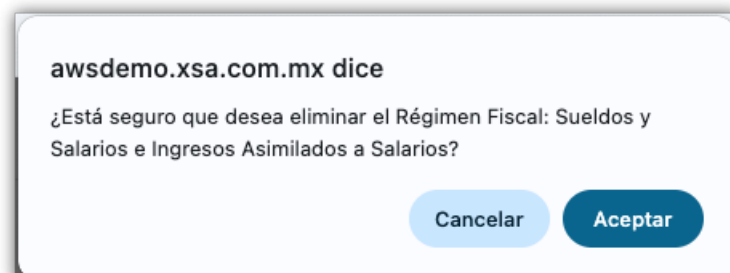 awsdemo.xsa.com.mx dice
¿Está seguro que desea eliminar el Régimen Fiscal: Sueldos y
Salarios e Ingresos Asimilados a Salarios?
Cancelar
Aceptar